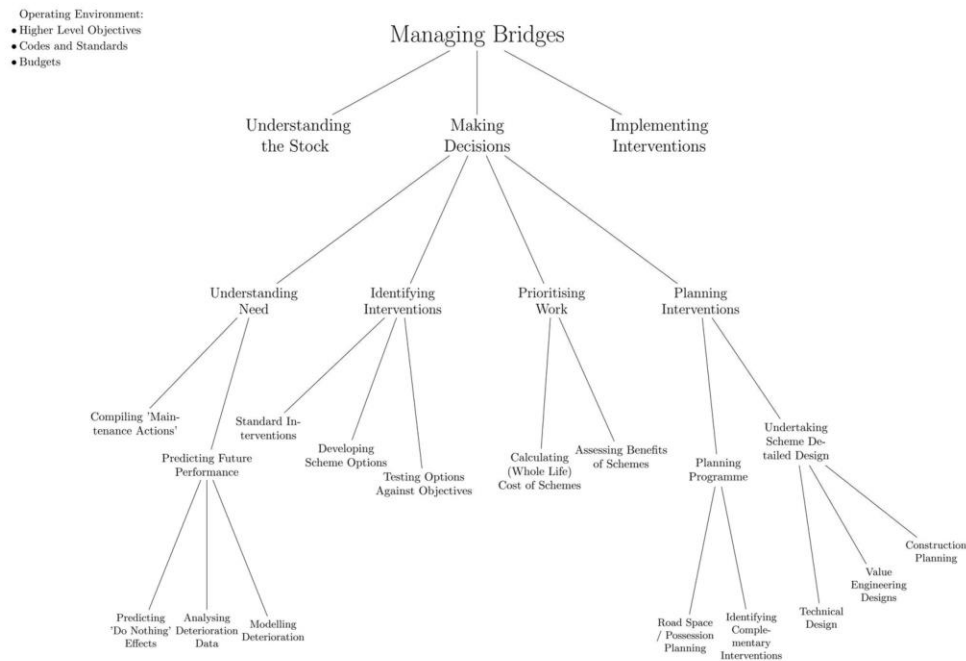 Operating Environment:
• Higher Level Objectives
• Codes and Standards
• Budgets
Managing Bridges
Understanding
the Stock
Making
Decisions
Implementing
Interventions
Understanding
Need
Identifying
Interventions
Prioritising
Work
Planning
Interventions
Compiling 'Main-
tenance Actions'
Predicting Future
Performance
Standard In-
terventions
Developing
Scheme Options
Testing Options
Against Objectives
Calculating
(Whole Life)
Cost of Schemes
Assessing Benefits
of Schemes
Planning
Programme
Undertaking
Scheme De-
tailed Design
Predicting
'Do Nothing'
Effects
Analysing
Deterioration
Data
Modelling
Deterioration
Road Space
/ Possession
Planning
Identifying
Comple-
mentary
Interventions
Technical
Design
Value
Engineering
Designs
Construction
Planning